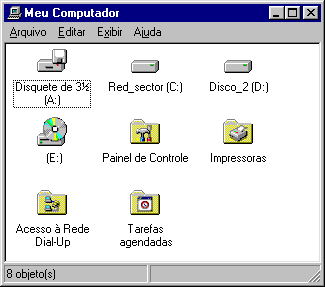 Meu Computador
Arquivo Editar Exibir Ajuda
Disquete de 3½ (A:)
Red_sector (C:)
Disco_2 (D:)
(E:)
Painel de Controle
Impressoras
Acesso à Rede
Dial-Up
Tarefas
agendadas
8 objeto(s)